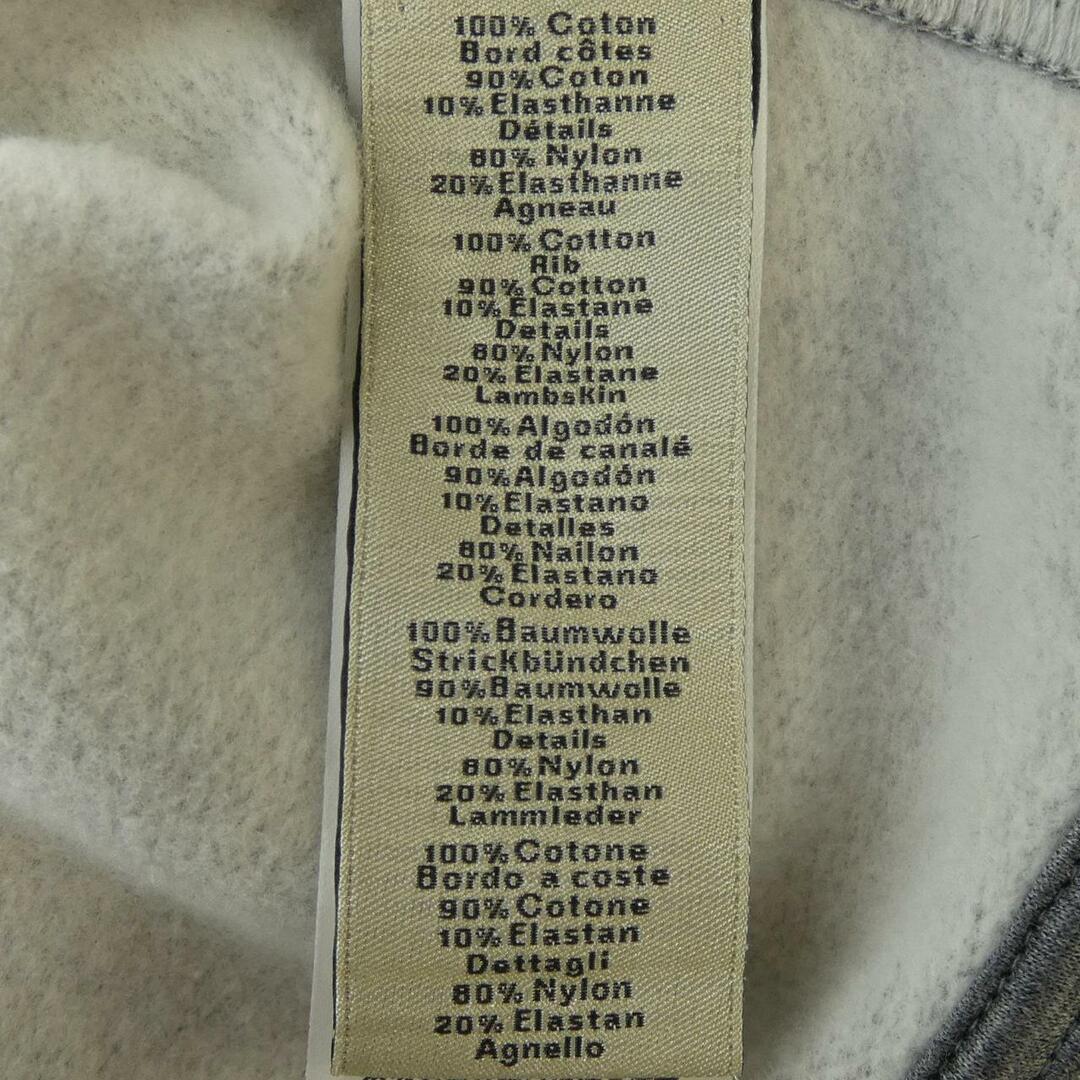 100% Coton
Bord côtes
90% Coton
10% Elasthanne
Détails
80% Nylon
20% Elasthanne
Agneau
100% Cotton
Rib
90% Cotton
10% Elastane
Details
80% Nylon
20% Elastane
Lambskin
100% Algodón
Borde de canalé
90% Algodón
10% Elastano
Detalles
80% Nailon
20% Elastano
Cordero
100% Baumwolle
Strickbündchen
90% Baumwolle
10% Elasthan
Details
80% Nylon
20% Elasthan
Lammleder
100% Cotone
Bordo a coste
90% Cotone
10% Elastan
Dettagli
80% Nylon
20% Elastan
Agnello